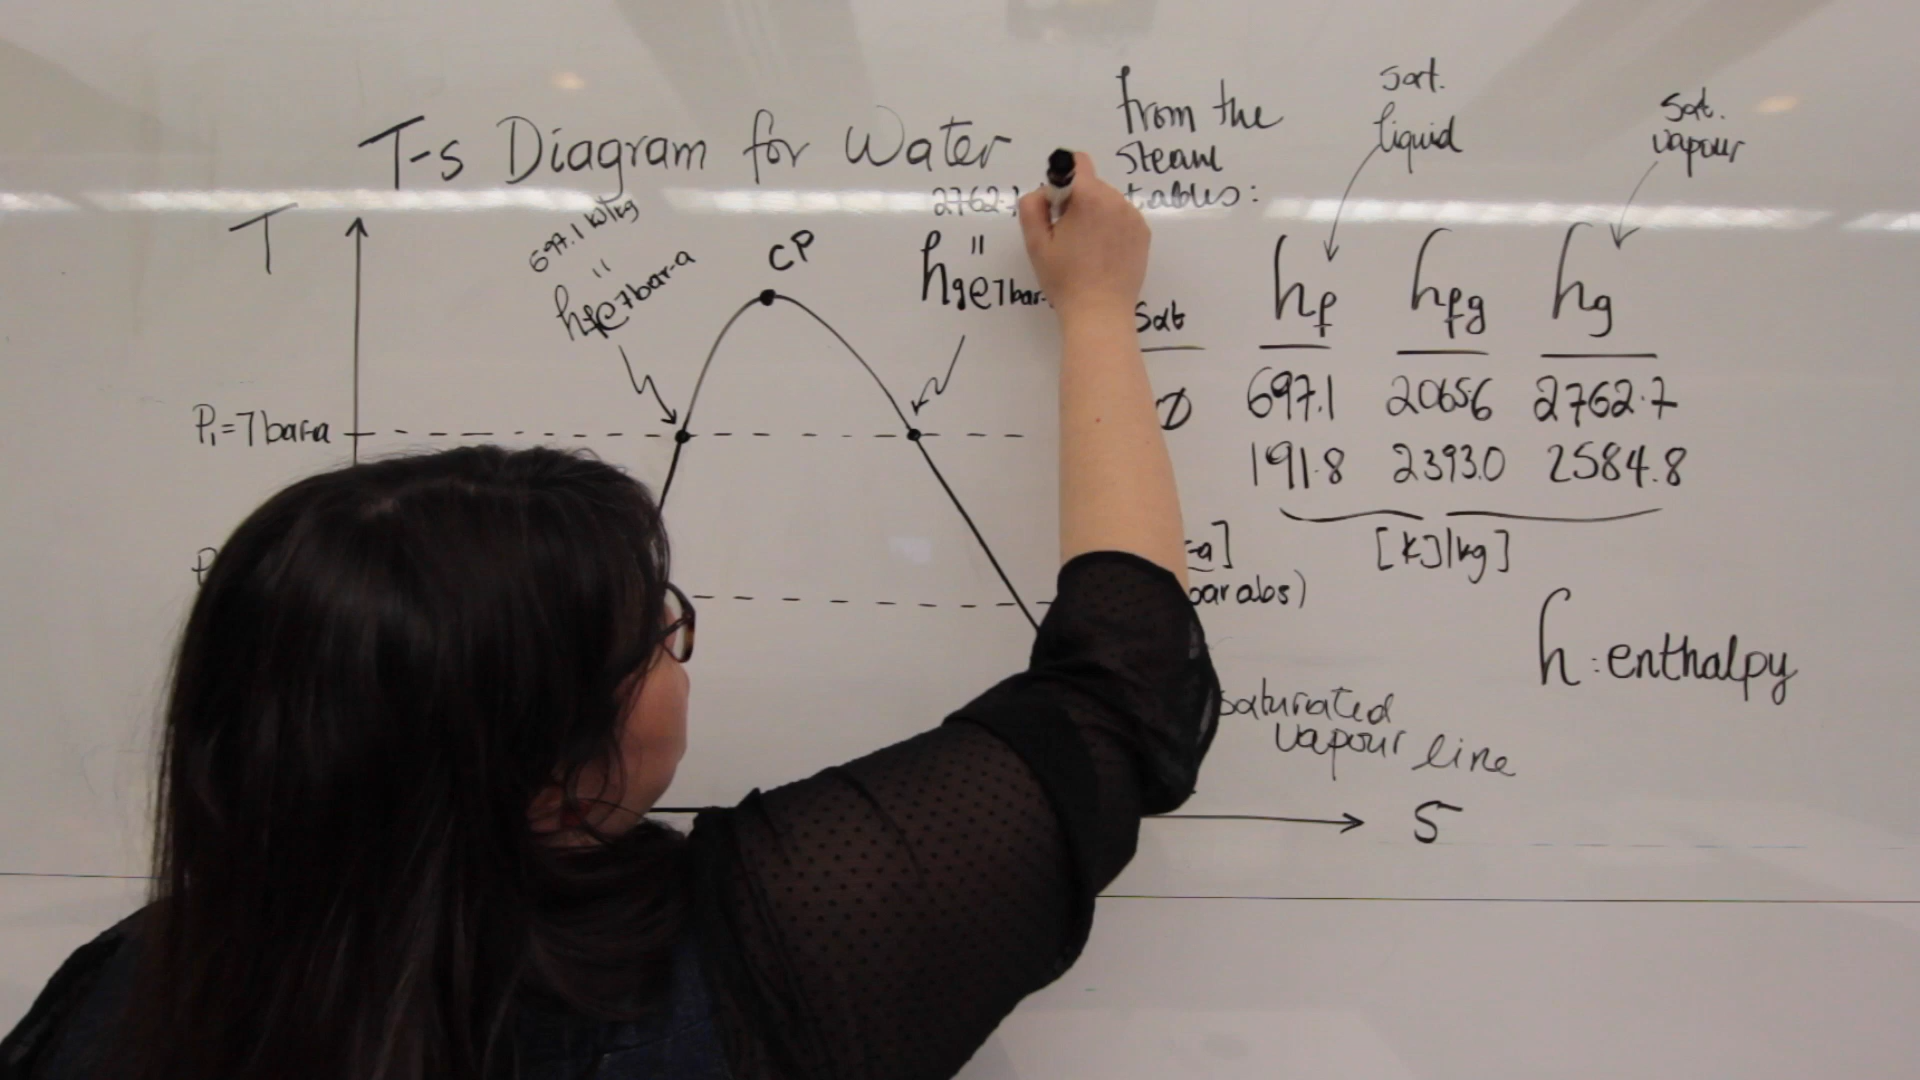 T-s Diagram for Water
from the
steam
tables:
sat.
liquid
sat.
vapour
T
697.1 kJ/kg
=
hf@7bar-a
CP
2762.7
=
hg@7bar-
sat
hf hfg hg
697.1 2065.6 2762.7
191.8 2393.0 2584.8
[kJ/kg]
P₁=7bar-a
P
-a]
bar abs)
h: enthalpy
saturated
vapour line
S